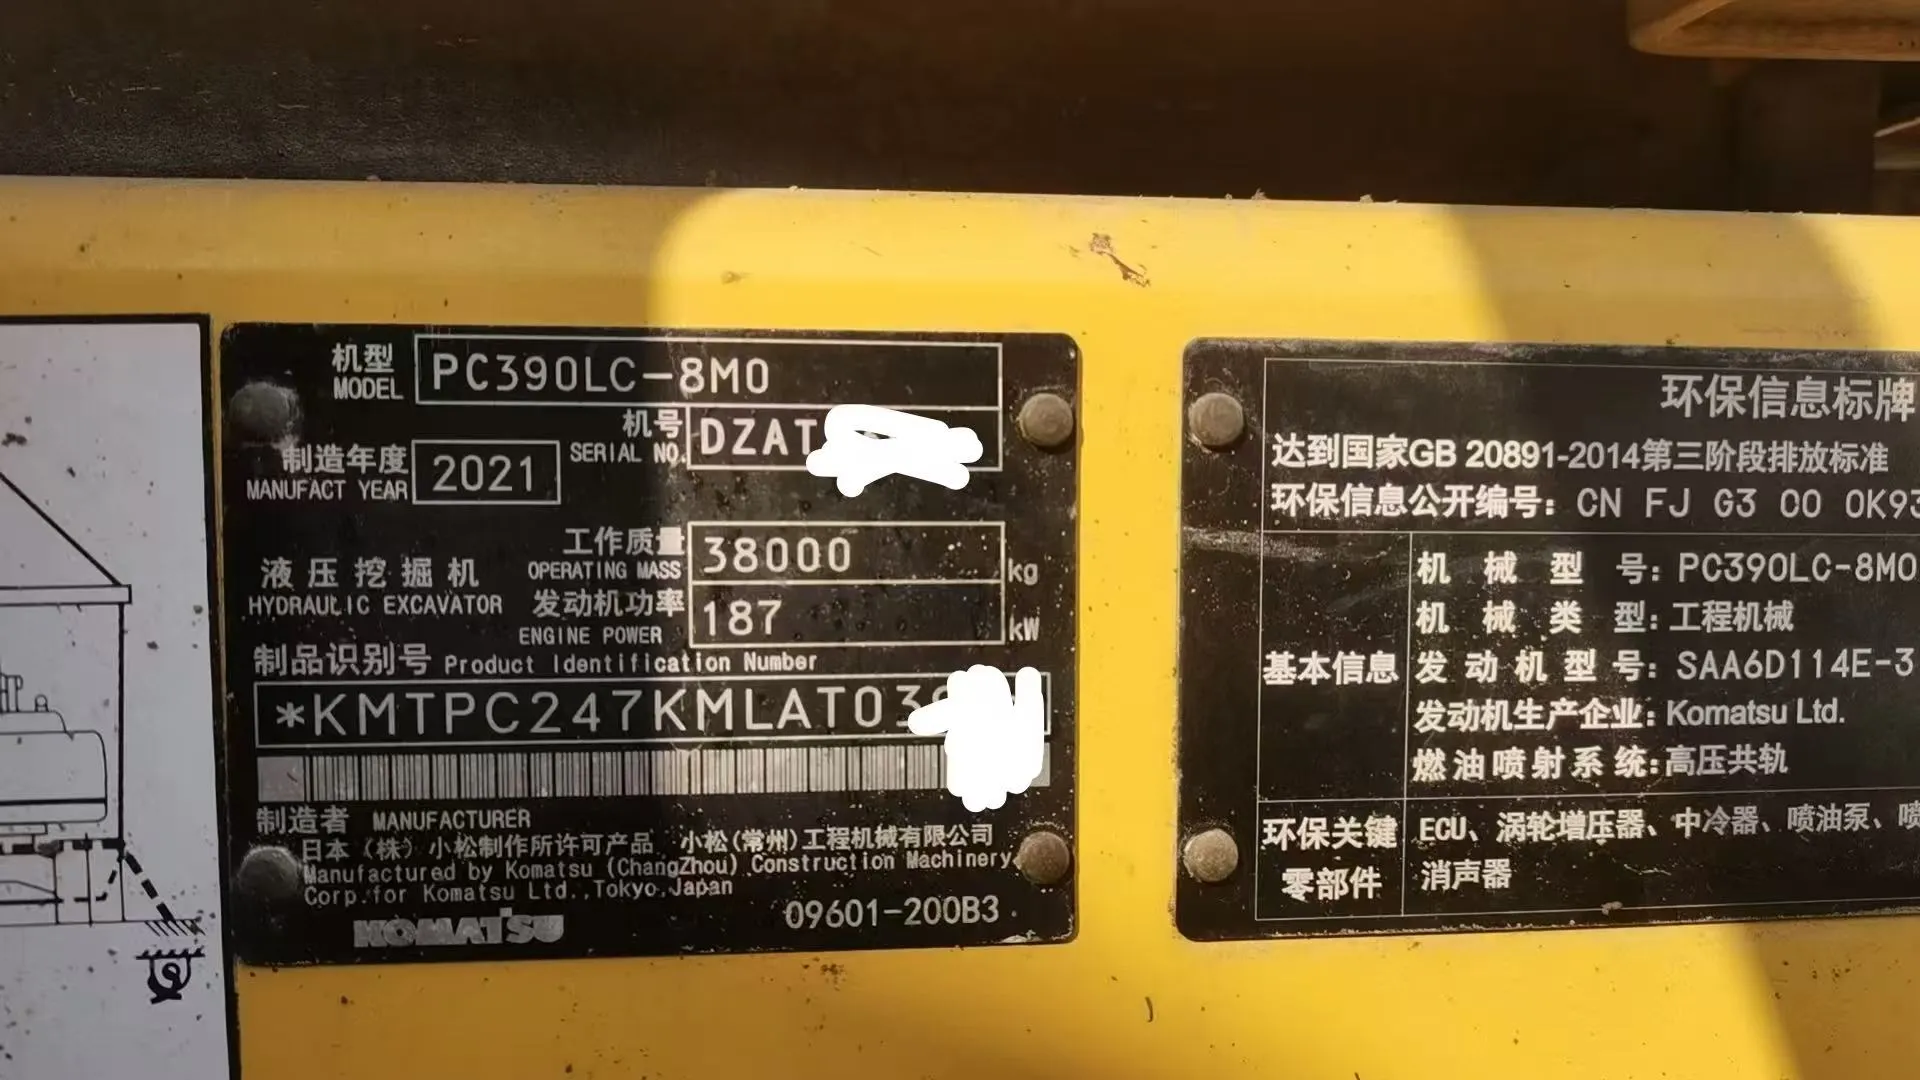 机型
MODEL
PC390LC-8M0
机号
SERIAL NO.
DZAT
制造年度
MANUFACT YEAR
2021
工作质量
OPERATING MASS
38000
kg
液压挖掘机
HYDRAULIC EXCAVATOR
发动机功率
ENGINE POWER
187
kW
制品识别号 Product Identification Number
*KMTPC247KMLAT03
制造者 MANUFACTURER
日本(株)小松制作所许可产品 小松(常州)工程机械有限公司
Manufactured by Komatsu (ChangZhou) Construction Machinery
Corp.for Komatsu Ltd.,Tokyo,Japan
KOMATSU
09601-200B3
环保信息标牌
达到国家GB 20891-2014第三阶段排放标准
环保信息公开编号: CN FJ G3 00 0K93
基本信息
机械型号: PC390LC-8M0
机械类型: 工程机械
发动机型号: SAA6D114E-3
发动机生产企业: Komatsu Ltd.
燃油喷射系统: 高压共轨
环保关键
零部件
ECU、涡轮增压器、中冷器、喷油泵、喷
消声器